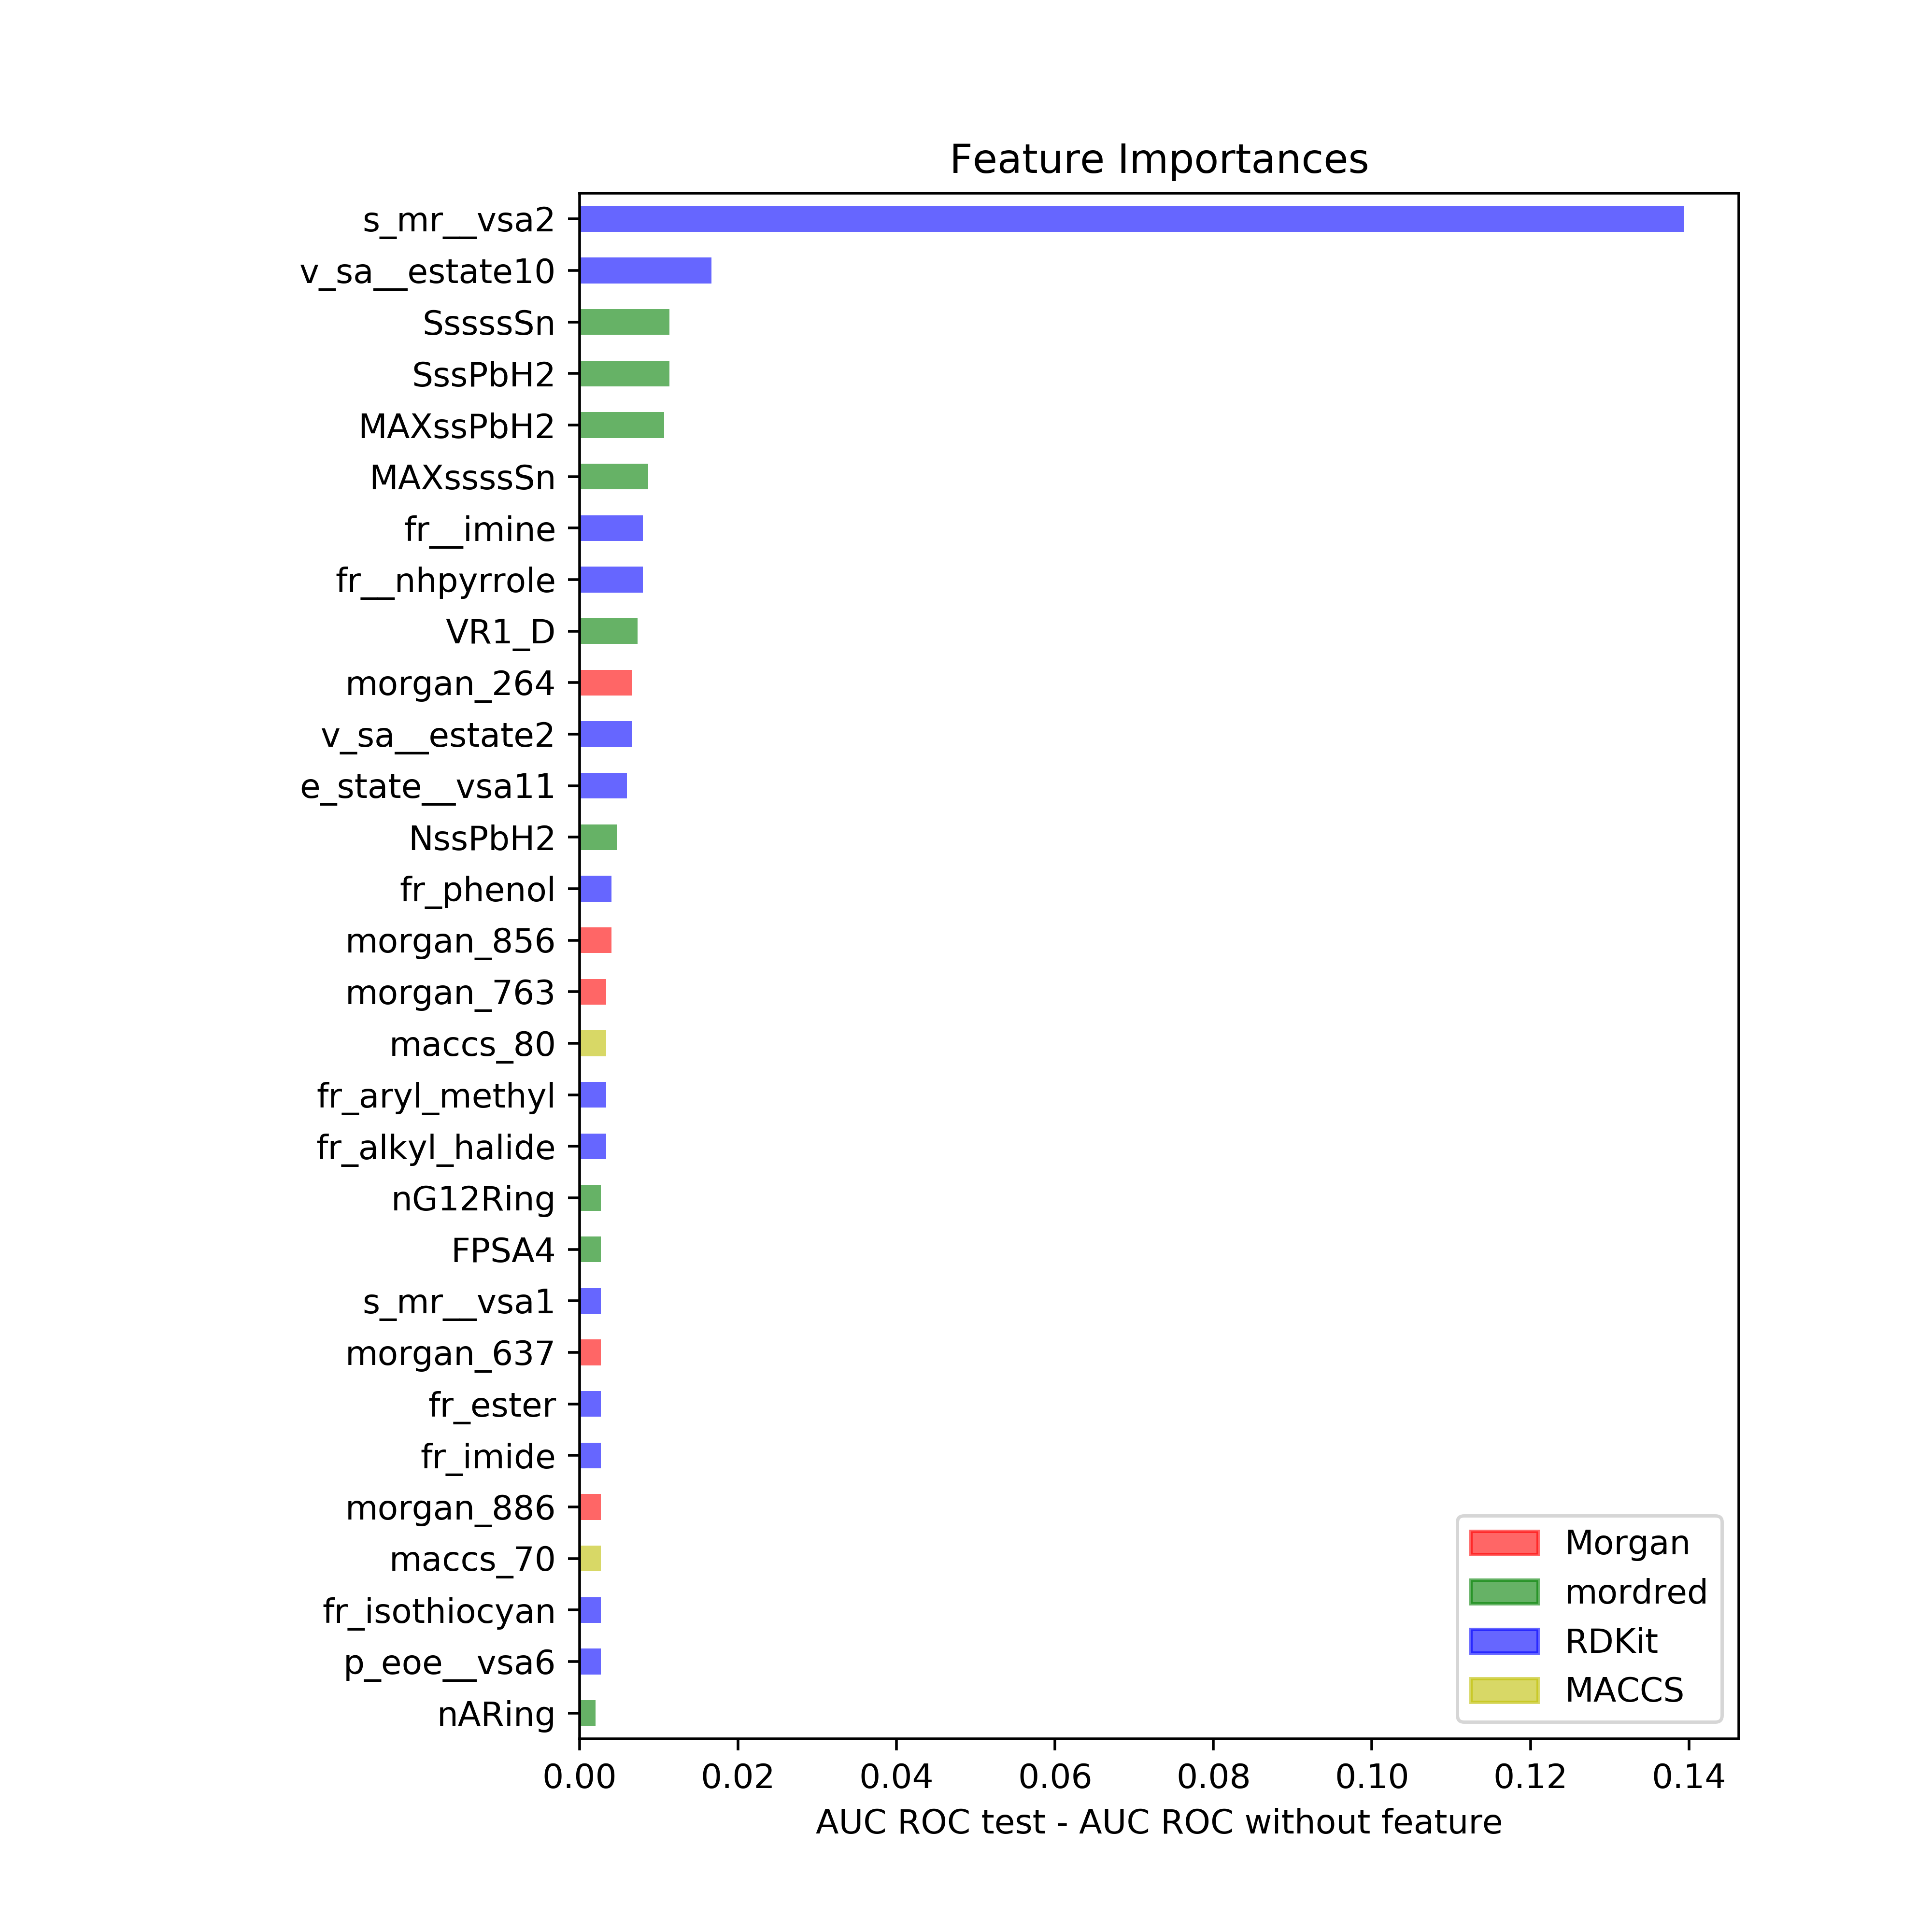 Feature Importances
s_mr__vsa2
v_sa__estate10
SsssssSn
SssPbH2
MAXssPbH2
MAXssssSn
fr__imine
fr__nhpyrrole
VR1_D
morgan_264
v_sa__estate2
e_state__vsa11
NssPbH2
fr_phenol
morgan_856
morgan_763
maccs_80
fr_aryl_methyl
fr_alkyl_halide
nG12Ring
FPSA4
s_mr__vsa1
morgan_637
fr_ester
fr_imide
morgan_886
maccs_70
fr_isothiocyan
p_eoe__vsa6
nARing
Morgan
mordred
RDKit
MACCS
0.00 0.02 0.04 0.06 0.08 0.10 0.12 0.14
AUC ROC test - AUC ROC without feature